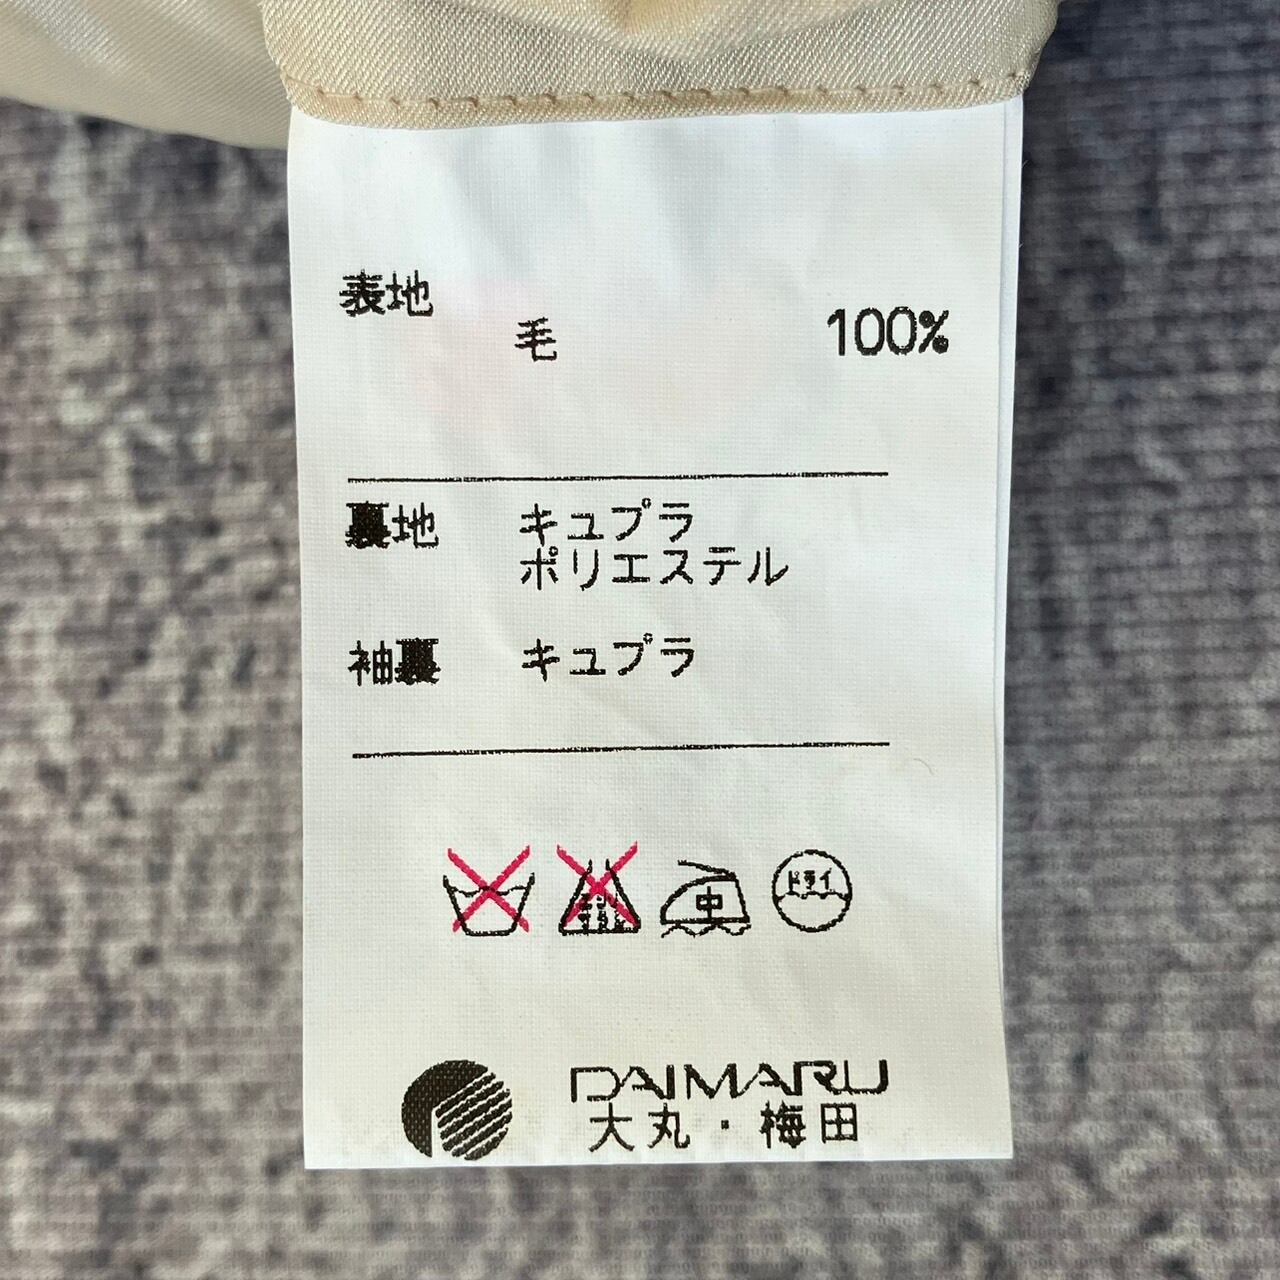 表地
毛 100%
裏地 キュプラ
ポリエステル
袖裏 キュプラ
中
ドライ
DAIMARU
大丸・梅田